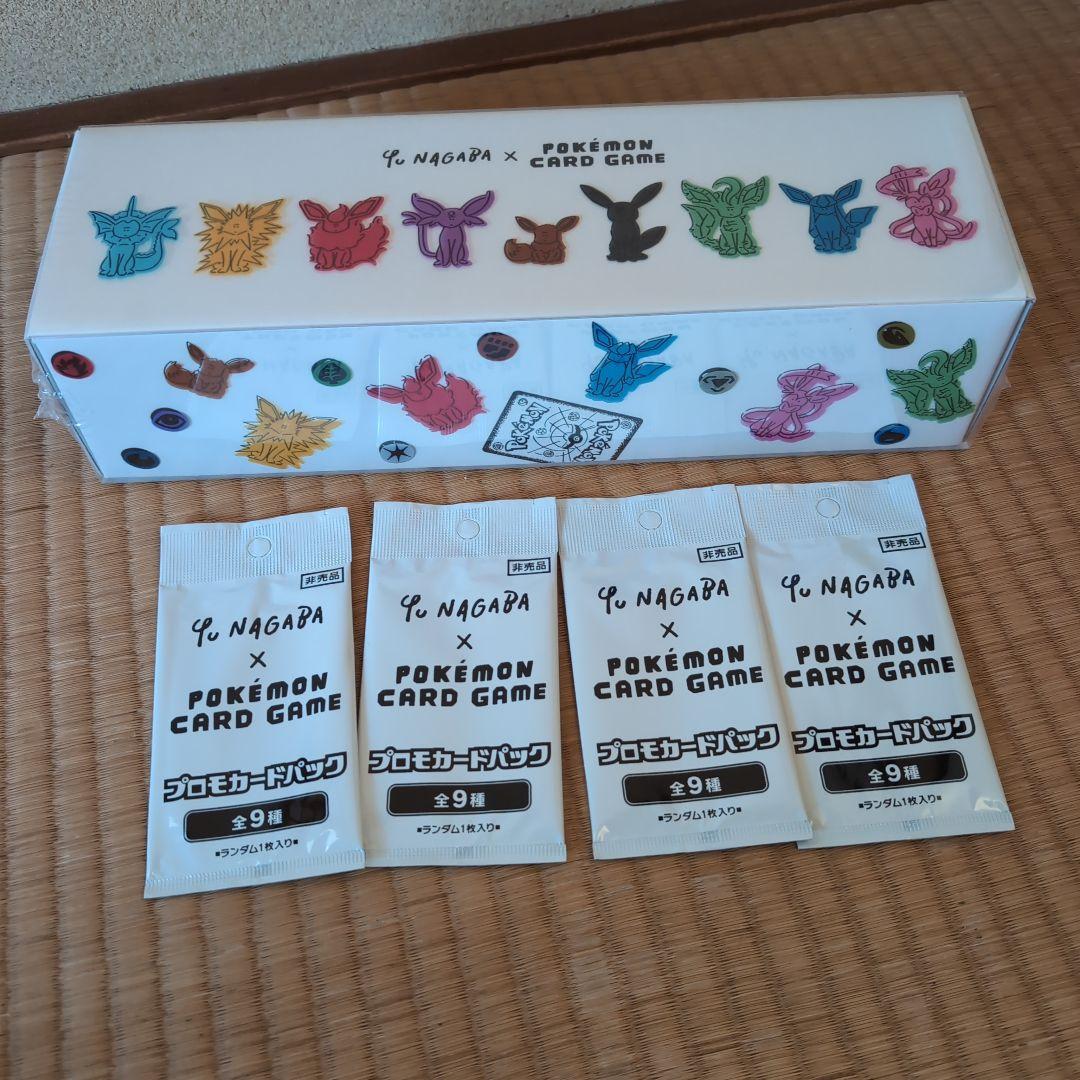 Yu NAGABA × POKÉMON
CARD GAME
Pokémon
Pokémon
非売品
Yu NAGABA
×
POKÉMON
CARD GAME
プロモカードパック
全9種
■ランダム1枚入り■
非売品
Yu NAGABA
×
POKÉMON
CARD GAME
プロモカードパック
全9種
■ランダム1枚入り■
非売品
Yu NAGABA
×
POKÉMON
CARD GAME
プロモカードパック
全9種
■ランダム1枚入り■
非売品
Yu NAGABA
×
POKÉMON
CARD GAME
プロモカードパック
全9種
■ランダム1枚入り■